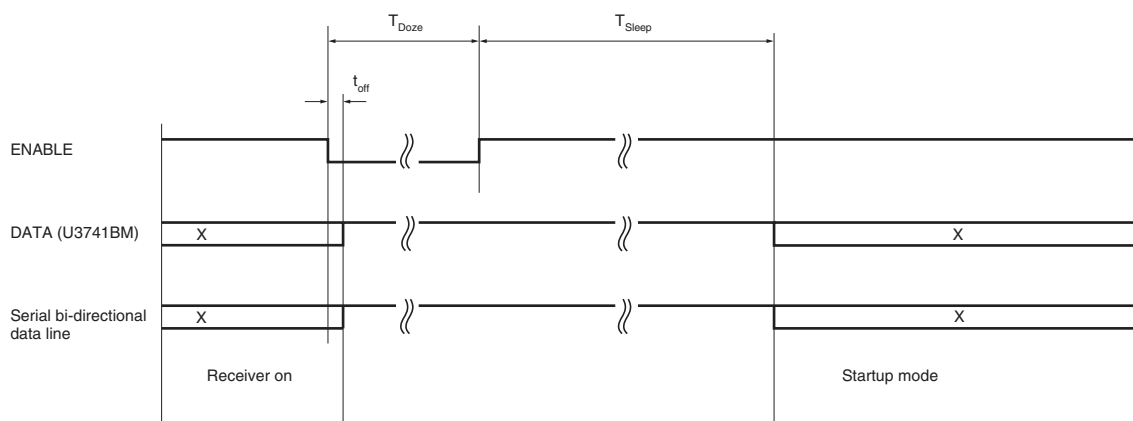 T_Doze T_Sleep
t_off
ENABLE
DATA (U3741BM) X X
Serial bi-directional X X
data line
Receiver on Startup mode